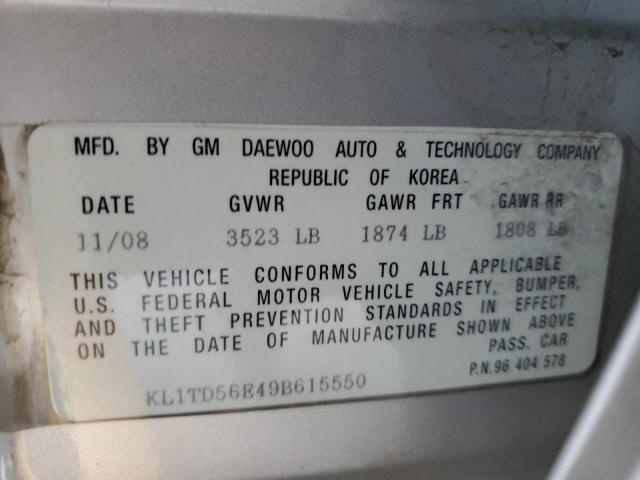 MFD. BY GM DAEWOO AUTO & TECHNOLOGY COMPANY
REPUBLIC OF KOREA
DATE GVWR GAWR FRT GAWR RR
11/08 3523 LB 1874 LB 1808 LB
THIS VEHICLE CONFORMS TO ALL APPLICABLE
U.S. FEDERAL MOTOR VEHICLE SAFETY, BUMPER,
AND THEFT PREVENTION STANDARDS IN EFFECT
ON THE DATE OF MANUFACTURE SHOWN ABOVE
PASS. CAR
P.N.96 404 578
KL1TD56E49B615550